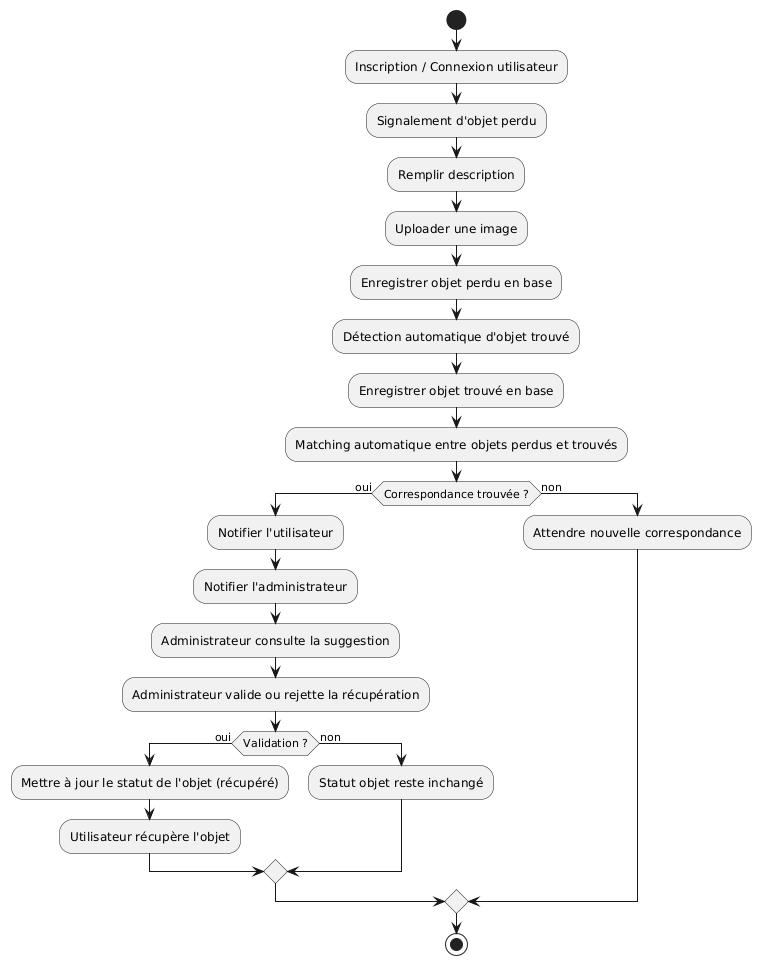 Inscription / Connexion utilisateur
Signalement d'objet perdu
Remplir description
Uploader une image
Enregistrer objet perdu en base
Détection automatique d'objet trouvé
Enregistrer objet trouvé en base
Matching automatique entre objets perdus et trouvés
oui
Correspondance trouvée ?
non
Notifier l'utilisateur
Attendre nouvelle correspondance
Notifier l'administrateur
Administrateur consulte la suggestion
Administrateur valide ou rejette la récupération
oui
Validation ?
non
Mettre à jour le statut de l'objet (récupéré)
Statut objet reste inchangé
Utilisateur récupère l'objet